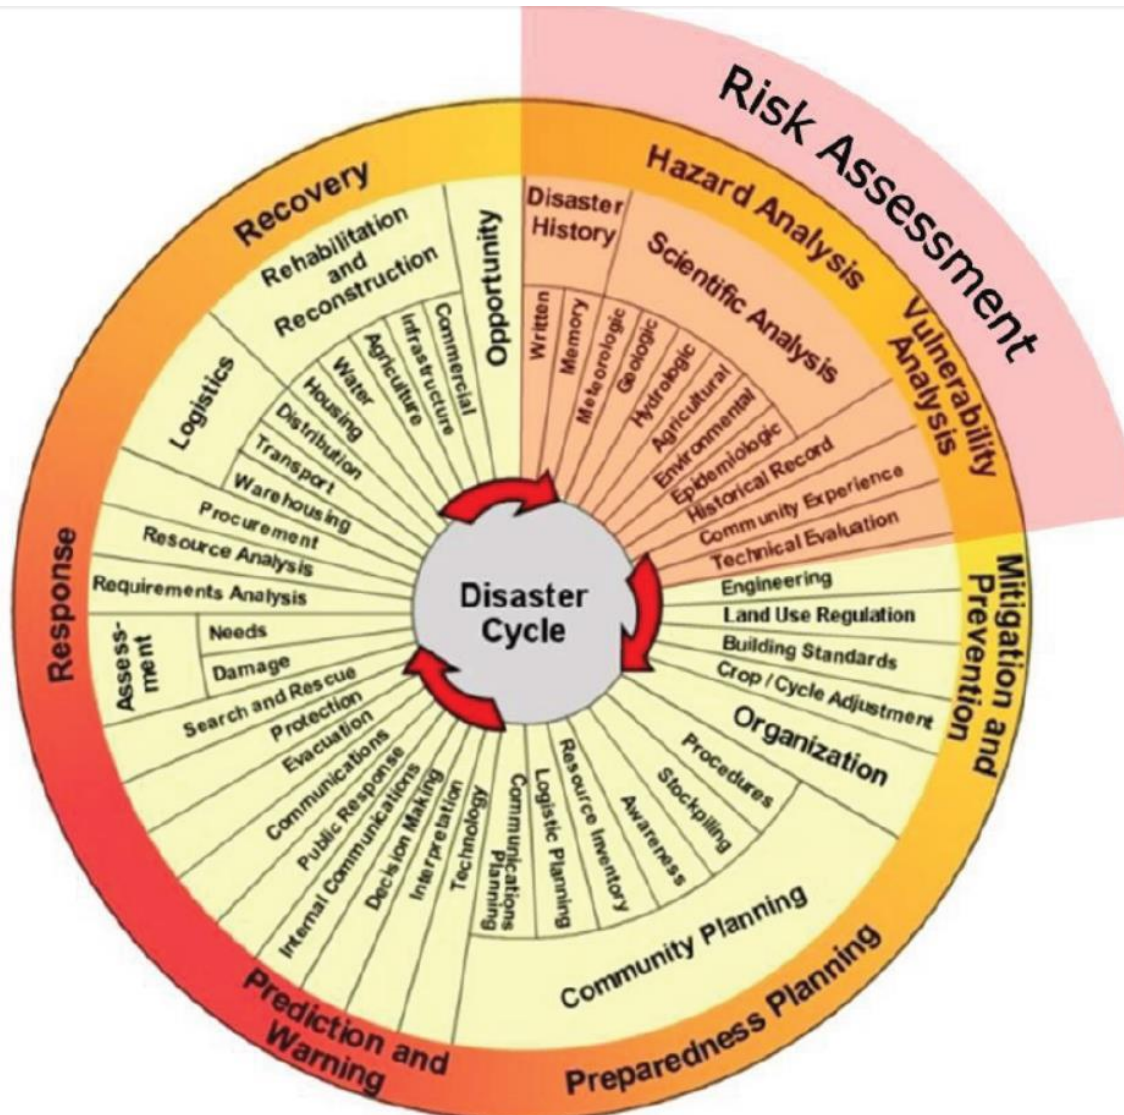 Risk Assessment
Hazard Analysis
Vulnerability
Analysis
Mitigation and
Prevention
Preparedness Planning
Prediction and
Warning
Response
Recovery
Disaster
History
Written
Memory
Scientific Analysis
Meteorologic
Geologic
Hydrologic
Agricultural
Environmental
Epidemiologic
Historical Record
Community Experience
Technical Evaluation
Engineering
Land Use Regulation
Building Standards
Crop / Cycle Adjustment
Organization
Community Planning
Procedures
Stockpiling
Awareness
Resource Inventory
Logistic Planning
Communications
Planning
Technology
Interpretation
Decision Making
Internal Communications
Public Response
Communications
Evacuation
Protection
Search and Rescue
Assess-
ment
Damage
Needs
Requirements Analysis
Resource Analysis
Procurement
Logistics
Warehousing
Transport
Distribution
Rehabilitation
and
Reconstruction
Housing
Water
Agriculture
Infrastructure
Commercial
Opportunity
Disaster
Cycle